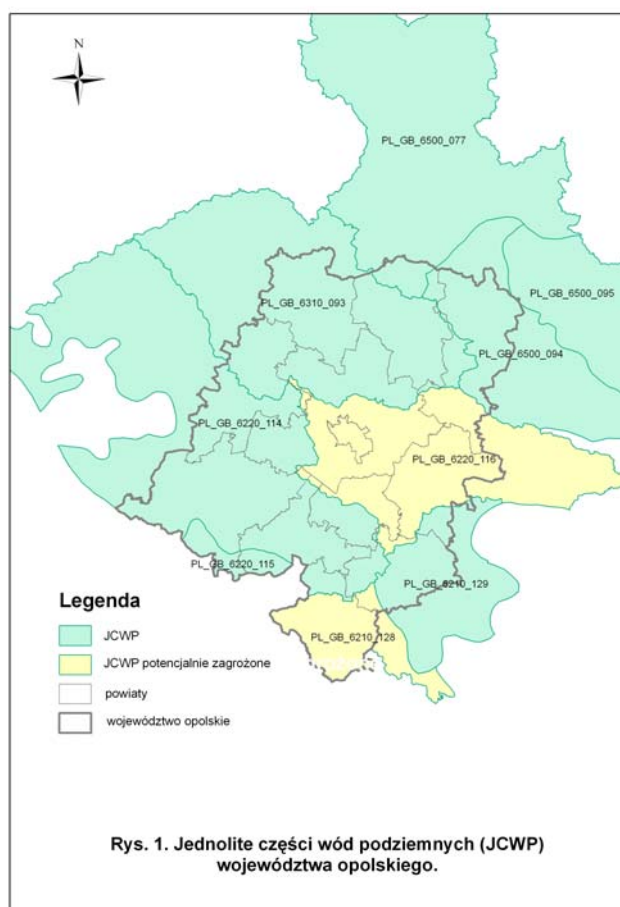 N
PL_GB_6500_077
PL_GB_6500_095
PL_GB_6310_093
PL_GB_6500_094
PL_GB_6220_114
PL_GB_6220_116
PL_GB_6220_115
PL_GB_6210_129
PL_GB_6210_128
Legenda
JCWP
JCWP potencjalnie zagrożone
powiaty
województwo opolskie
Rys. 1. Jednolite części wód podziemnych (JCWP)
województwa opolskiego.